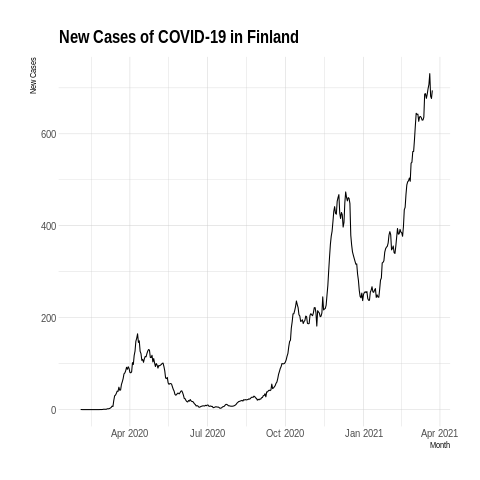 New Cases of COVID-19 in Finland
New Cases
600
400
200
0
Apr 2020 Jul 2020 Oct 2020 Jan 2021 Apr 2021
Month